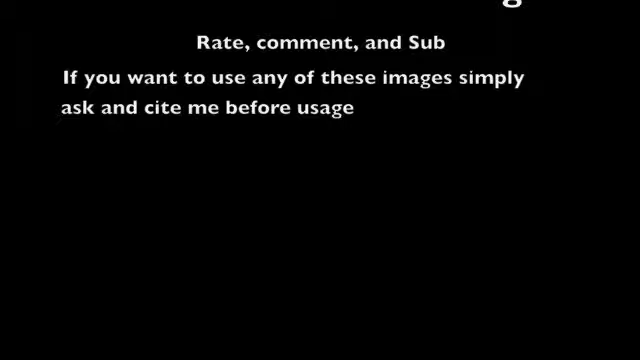 Rate, comment, and Sub
If you want to use any of these images simply
ask and cite me before usage